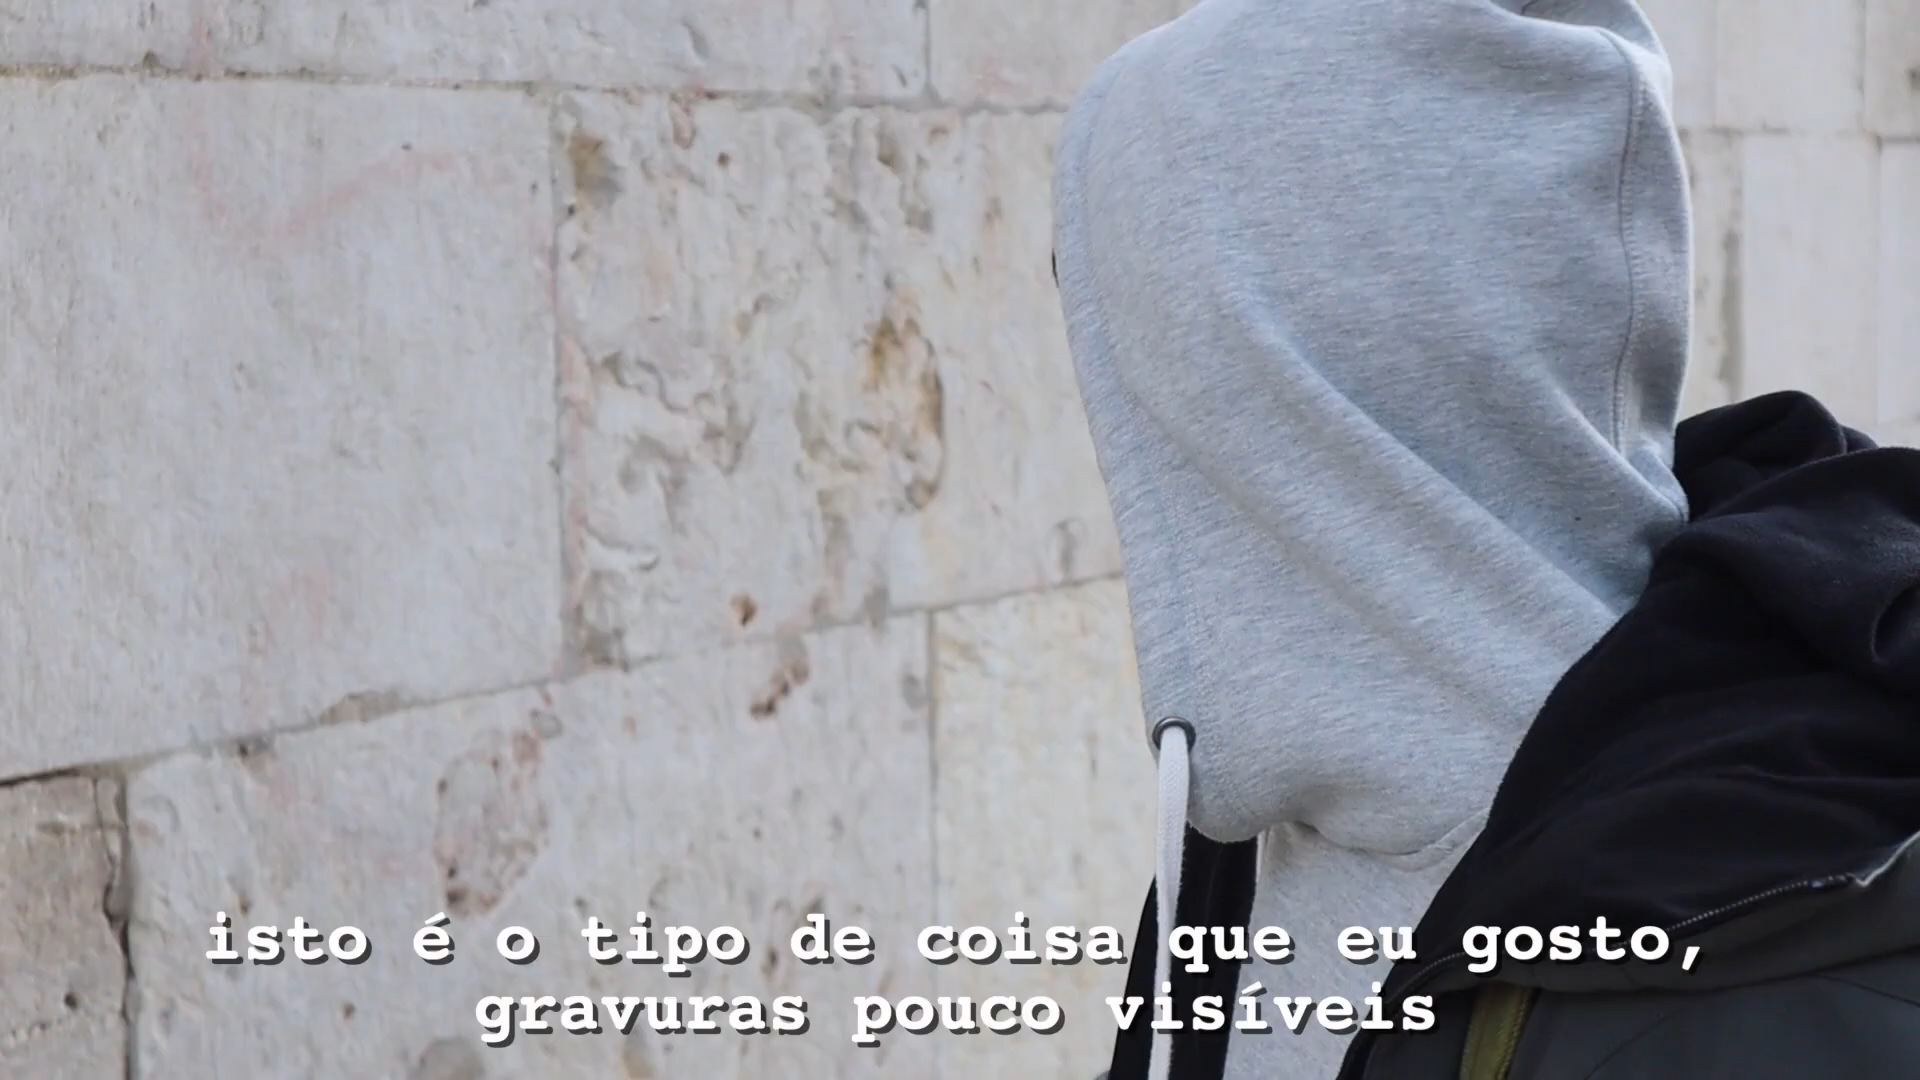 isto é o tipo de coisa que eu gosto,
gravuras pouco visíveis